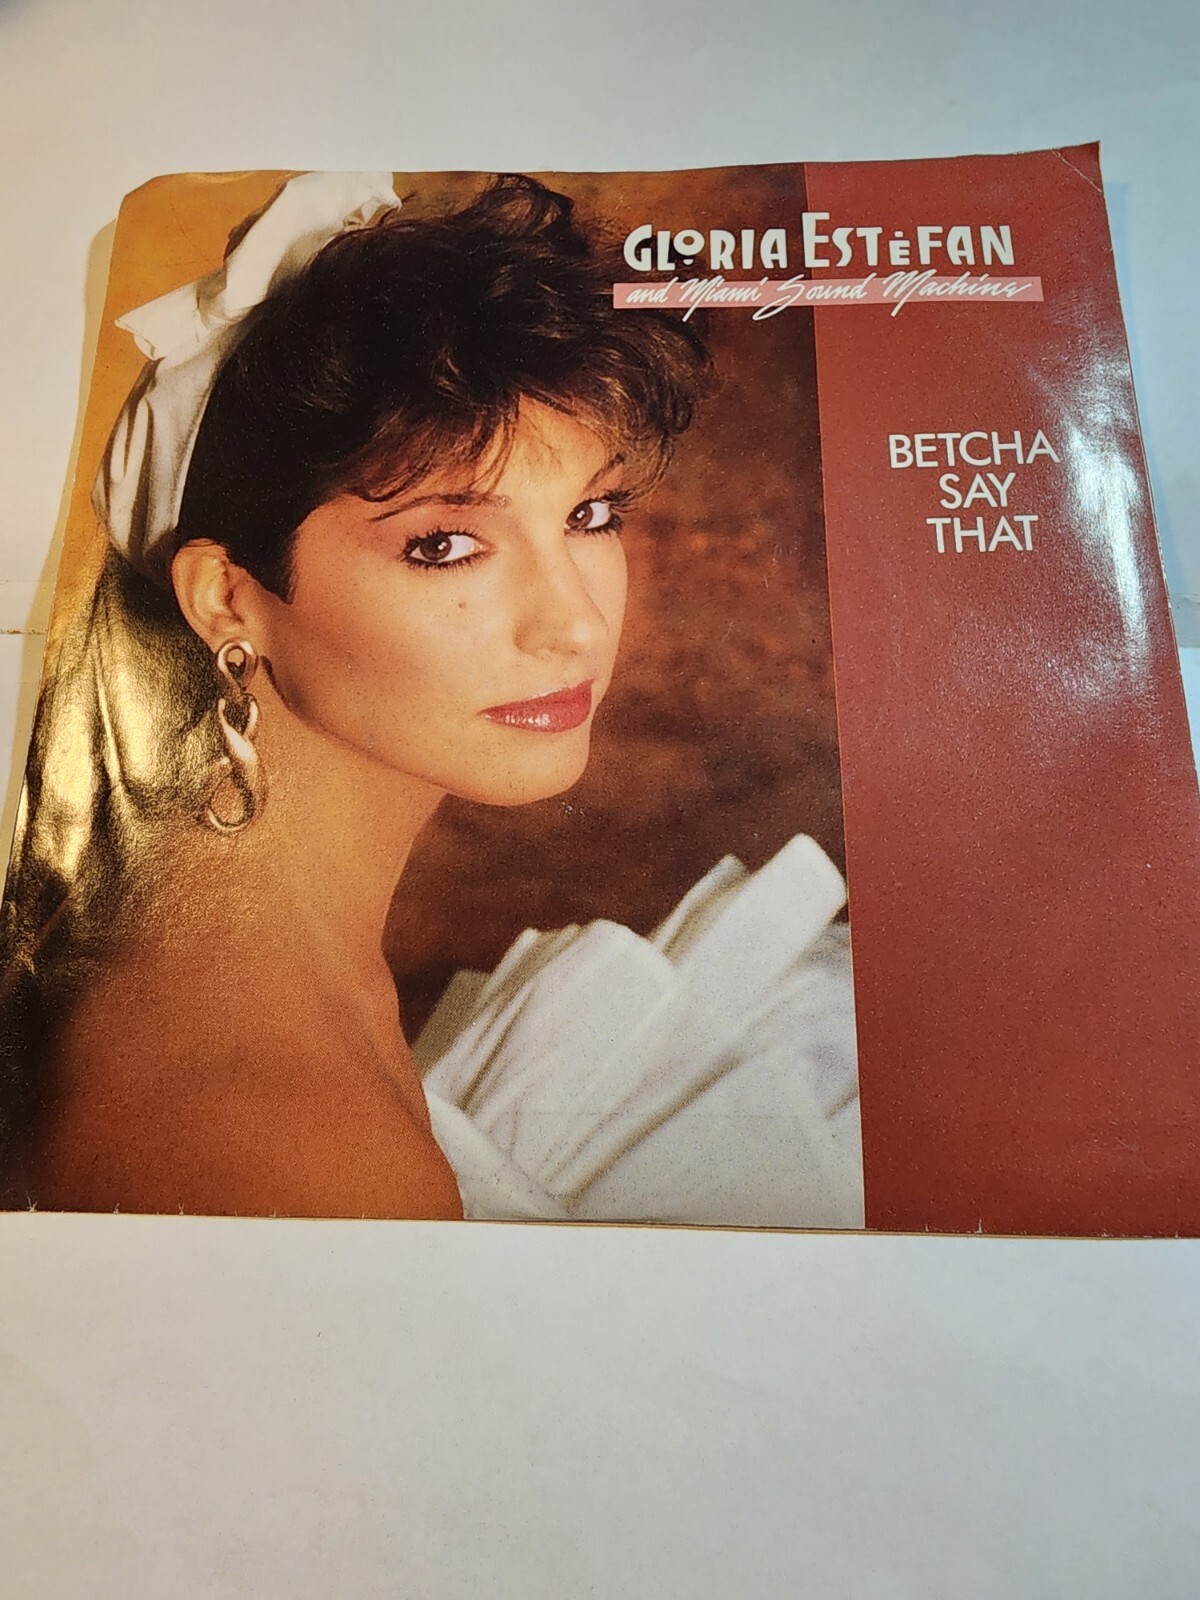 GLORIA ESTEFAN
and Miami Sound Machine
BETCHA
SAY
THAT